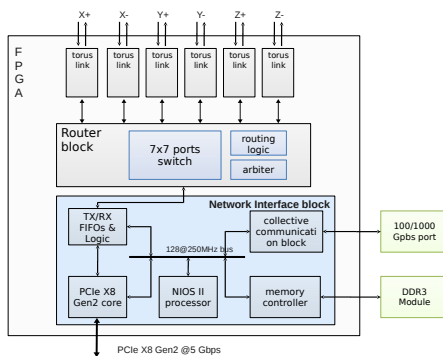 X+ X- Y+ Y- Z+ Z-
F
P
G
A
torus
link
torus
link
torus
link
torus
link
torus
link
torus
link
Router
block
7x7 ports
switch
routing
logic
arbiter
Network Interface block
TX/RX
FIFOs &
Logic
collective
communicati
on block
100/1000
Gpbs port
128@250MHz bus
PCIe X8
Gen2 core
NIOS II
processor
memory
controller
DDR3
Module
PCIe X8 Gen2 @5 Gbps